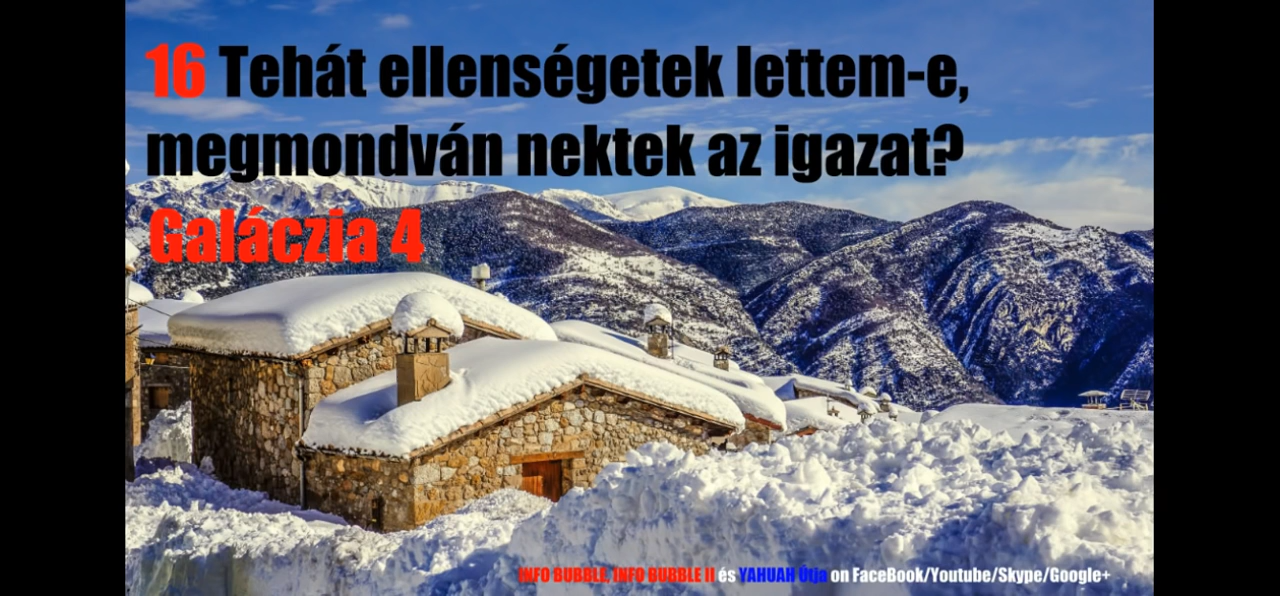 16 Tehát ellenségetek lettem-e,
megmondván nektek az igazat?
Galáczia 4
INFO BUBBLE, INFO BUBBLE II és YAHUAH Útja on FaceBook/Youtube/Skype/Google+